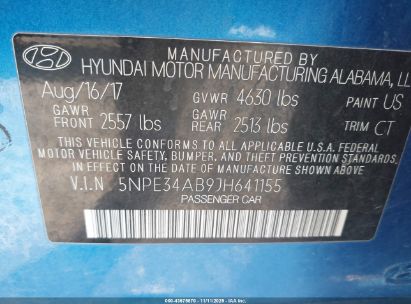 MANUFACTURED BY
HYUNDAI MOTOR MANUFACTURING ALABAMA, LL
Aug/16/17 GVWR 4630 lbs PAINT US
GAWR FRONT 2557 lbs GAWR REAR 2513 lbs TRIM CT
THIS VEHICLE CONFORMS TO ALL APPLICABLE U.S.A. FEDERAL
MOTOR VEHICLE SAFETY, BUMPER, AND THEFT PREVENTION STANDARDS
IN EFFECT ON THE DATE OF MANUFACTURE SHOWN ABOVE
V.I.N 5NPE34AB9JH641155
PASSENGER CAR